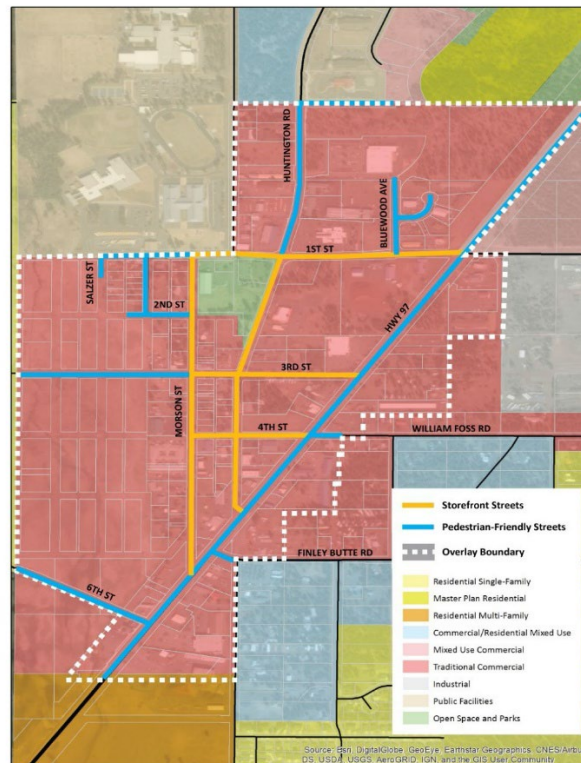 HUNTINGTON RD
BLUEWOOD AVE
1ST ST
SALZER ST
2ND ST
HWY 97
3RD ST
MORSON ST
4TH ST
WILLIAM FOSS RD
FINLEY BUTTE RD
6TH ST
Storefront Streets
Pedestrian-Friendly Streets
Overlay Boundary
Residential Single-Family
Master Plan Residential
Residential Multi-Family
Commercial/Residential Mixed Use
Mixed Use Commercial
Traditional Commercial
Industrial
Public Facilities
Open Space and Parks
Source: Esri, DigitalGlobe, GeoEye, Earthstar Geographics, CNES/Airbu
DS, USDA, USGS, AeroGRID, IGN, and the GIS User Community